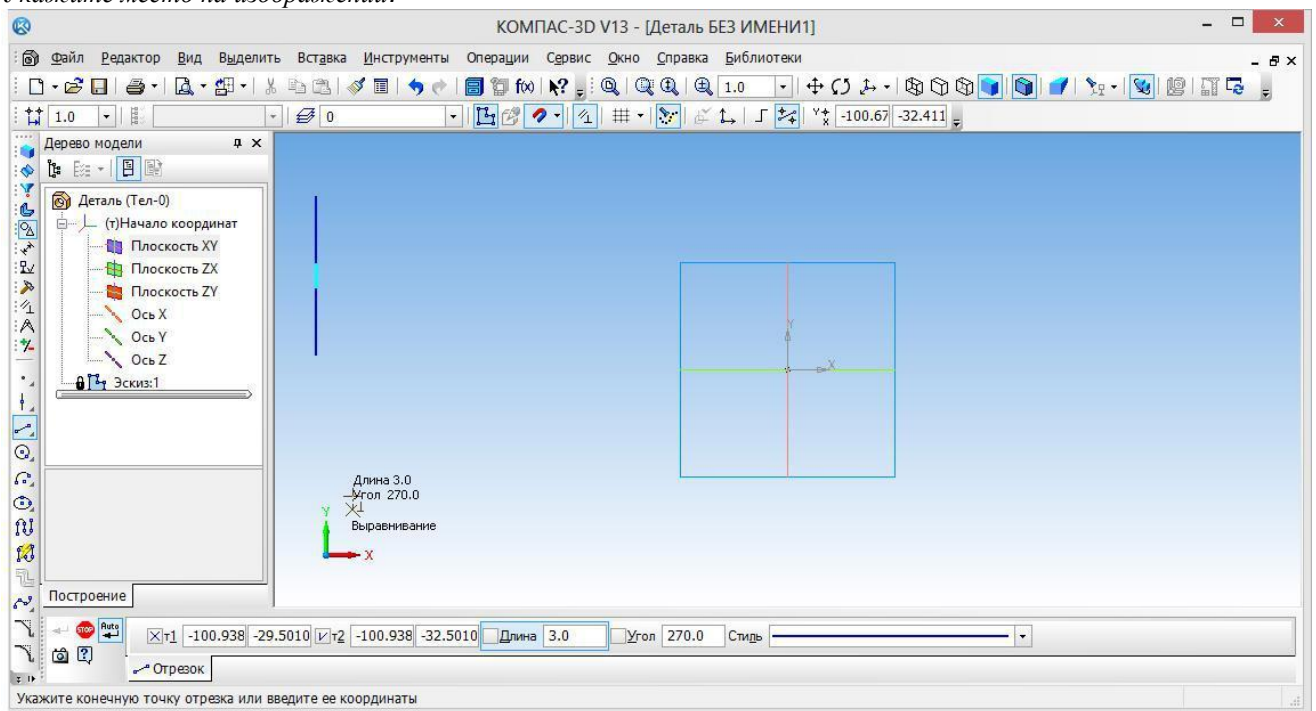 Укажите место на изображении.
КОМПАС-3D V13 - [Деталь БЕЗ ИМЕНИ1]
Файл Редактор Вид Выделить Вставка Инструменты Операции Сервис Окно Справка Библиотеки
f(x) 1.0
1.0 0 -100.67 -32.411
Дерево модели
Деталь (Тел-0)
(т)Начало координат
Плоскость XY
Плоскость ZX
Плоскость ZY
Ось X
Ось Y
Ось Z
Эскиз:1
Y
X
Длина 3.0
Угол 270.0
Y
Выравнивание
X
Построение
STOP Auto т1 -100.938 -29.5010 т2 -100.938 -32.5010 Длина 3.0 Угол 270.0 Стиль
Отрезок
Укажите конечную точку отрезка или введите ее координаты